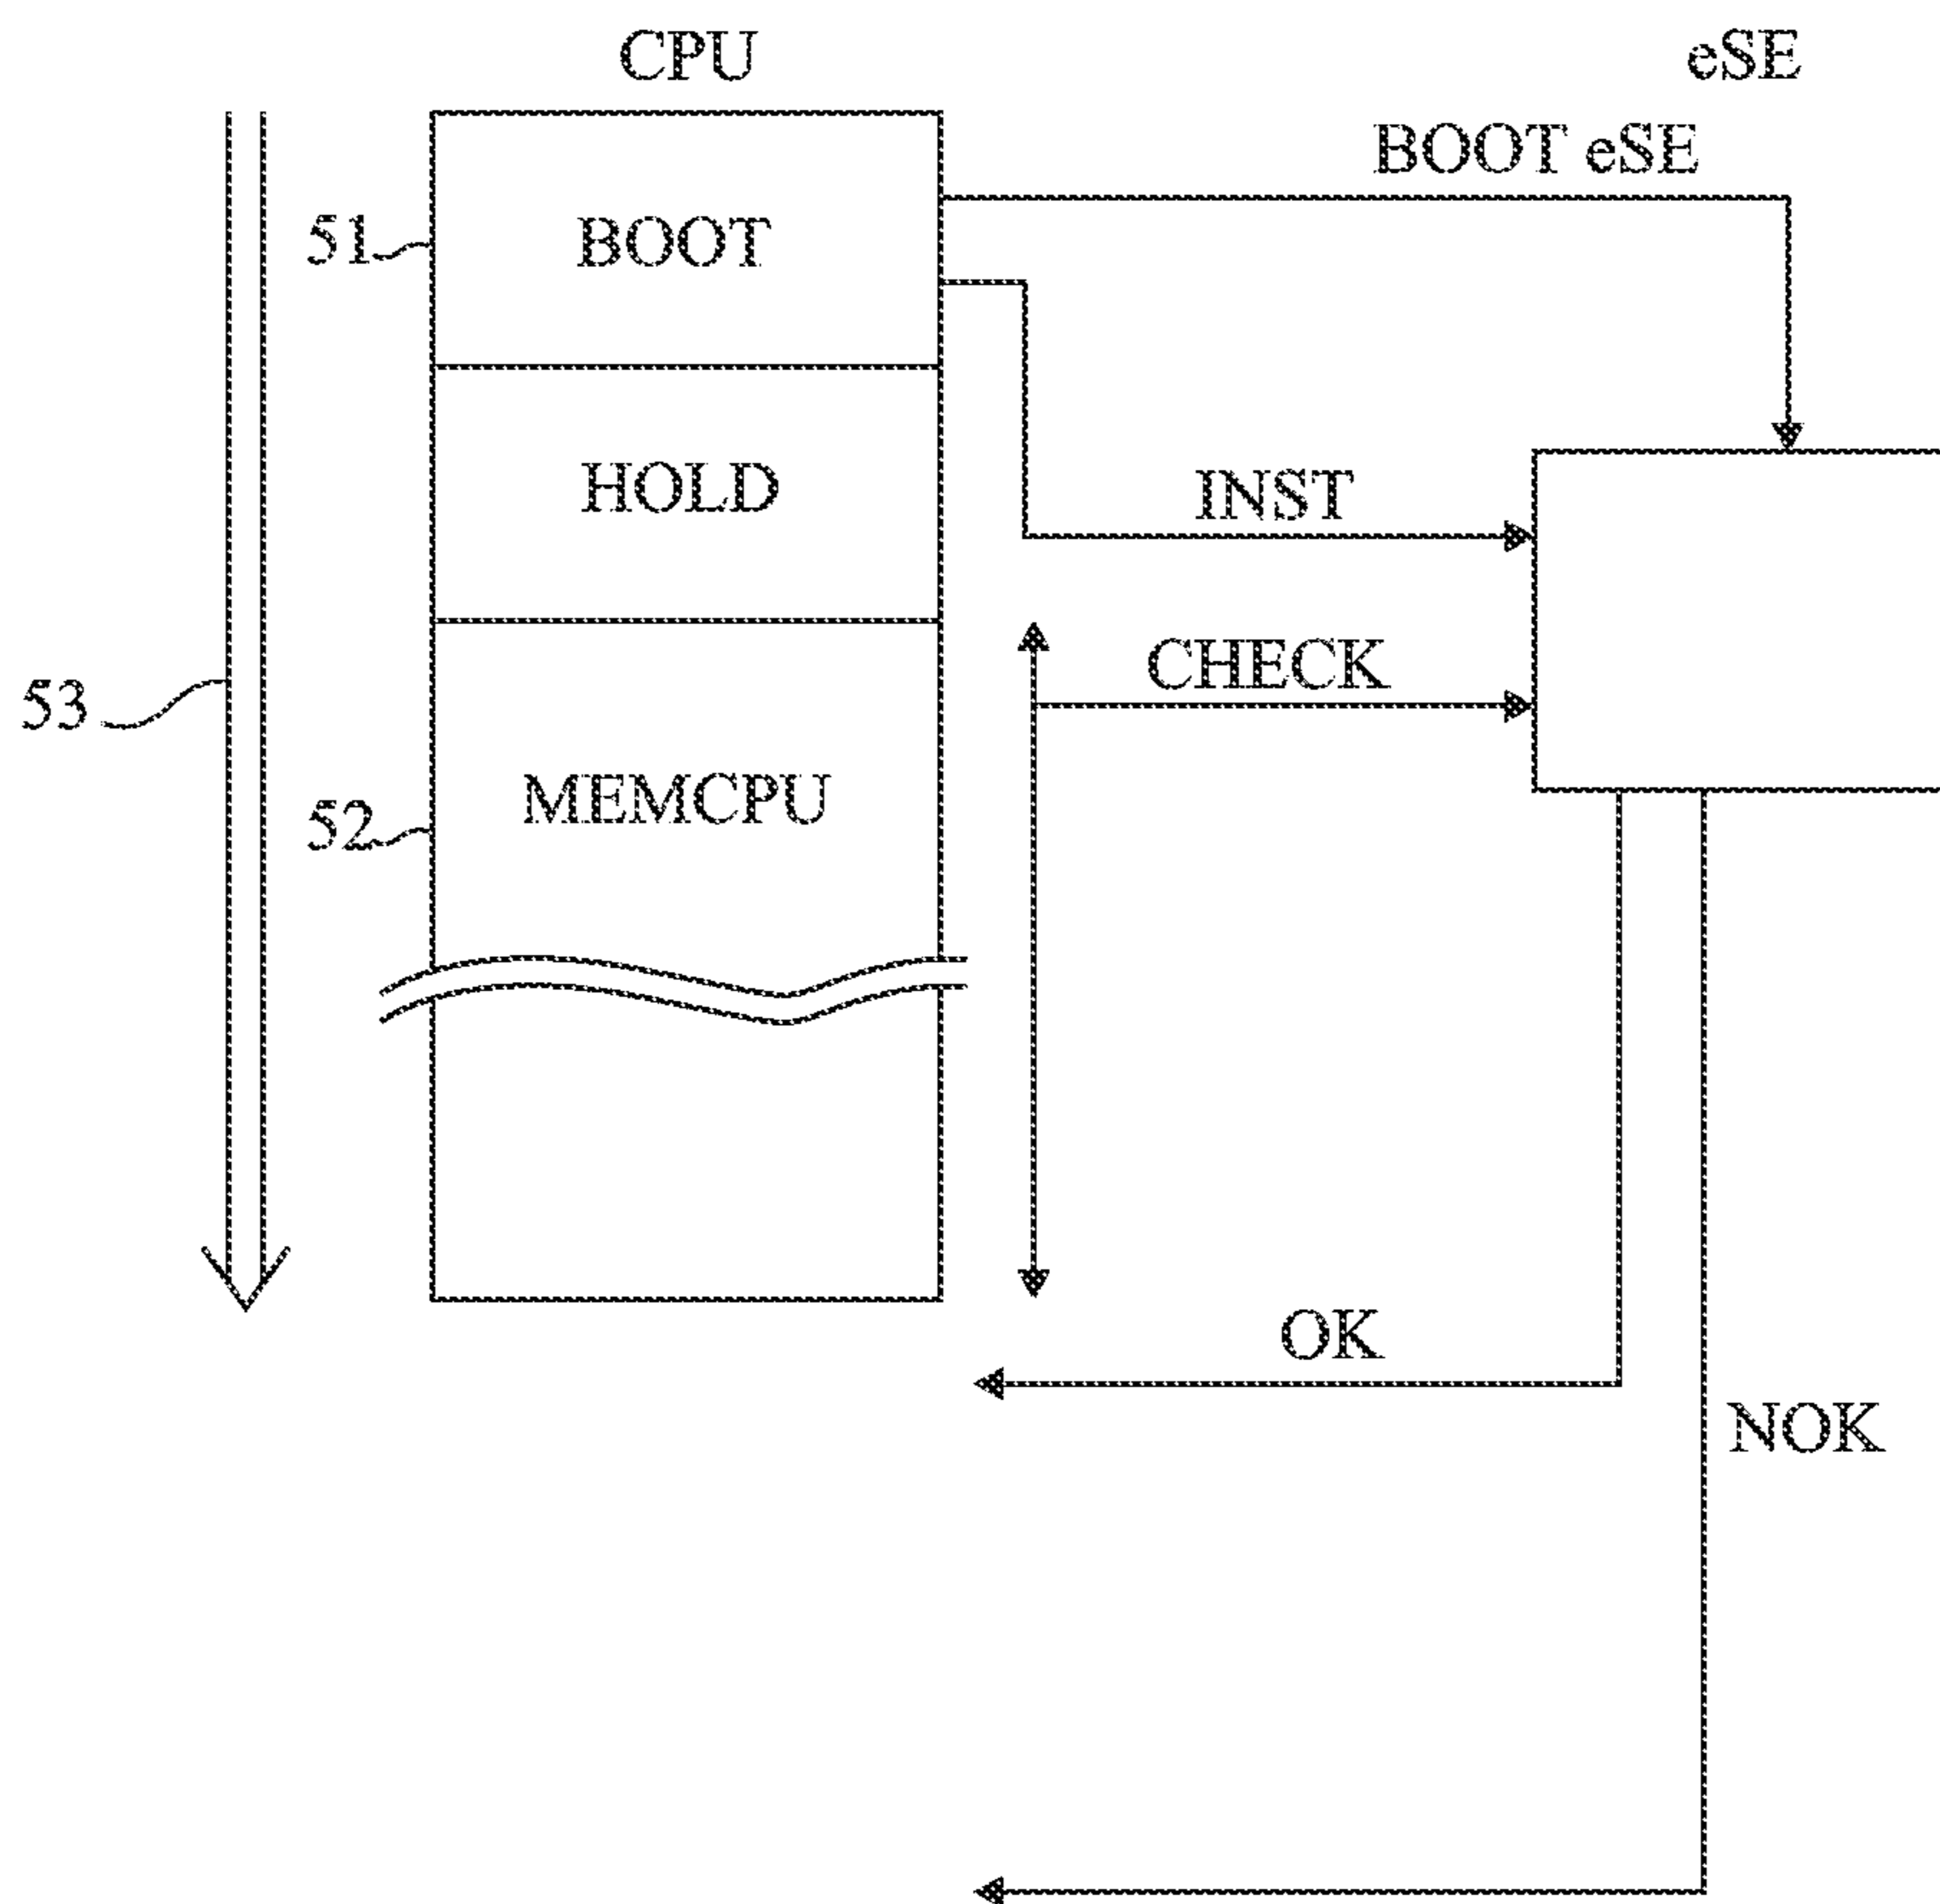 CPU
eSE
BOOT eSE
51
BOOT
HOLD
INST
CHECK
53
MEMCPU
52
OK
NOK